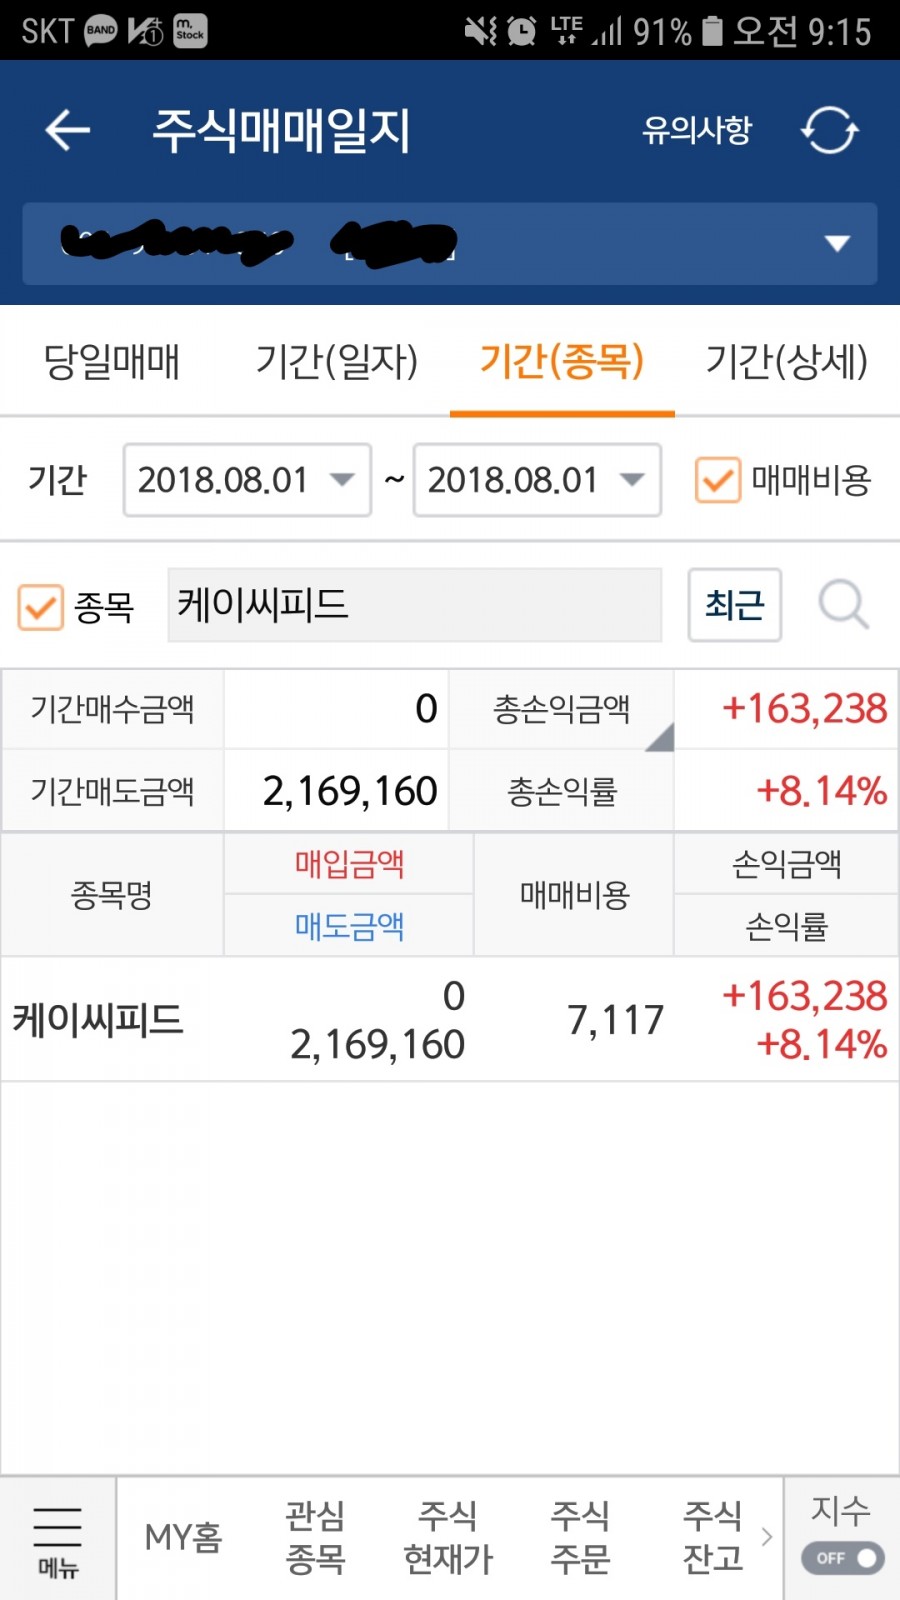 SKT BAND m.Stock LTE 91% 오전 9:15
주식매매일지 유의사항
당일매매 기간(일자) 기간(종목) 기간(상세)
기간 2018.08.01 ~ 2018.08.01 매매비용
종목 케이씨피드 최근
기간매수금액 0 총손익금액 +163,238
기간매도금액 2,169,160 총손익률 +8.14%
종목명 매입금액 매도금액 매매비용 손익금액 손익률
케이씨피드 0 7,117 +163,238
2,169,160 +8.14%
메뉴 MY홈 관심종목 주식현재가 주식주문 주식잔고 > 지수 OFF